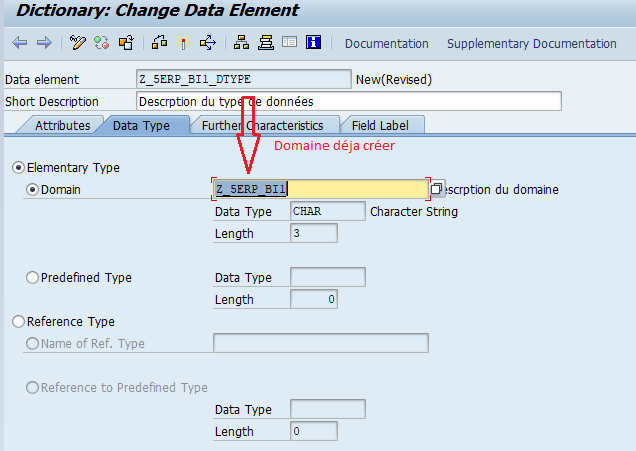 Dictionary: Change Data Element
Documentation Supplementary Documentation
Data element Z_5ERP_BI1_DTYPE New(Revised)
Short Description Descrption du type de données
Attributes Data Type Further Characteristics Field Label
Domaine déja créer
Elementary Type
Domain Z_5ERP_BI1 escrption du domaine
Data Type CHAR Character String
Length 3
Predefined Type Data Type
Length 0
Reference Type
Name of Ref. Type
Reference to Predefined Type
Data Type
Length 0